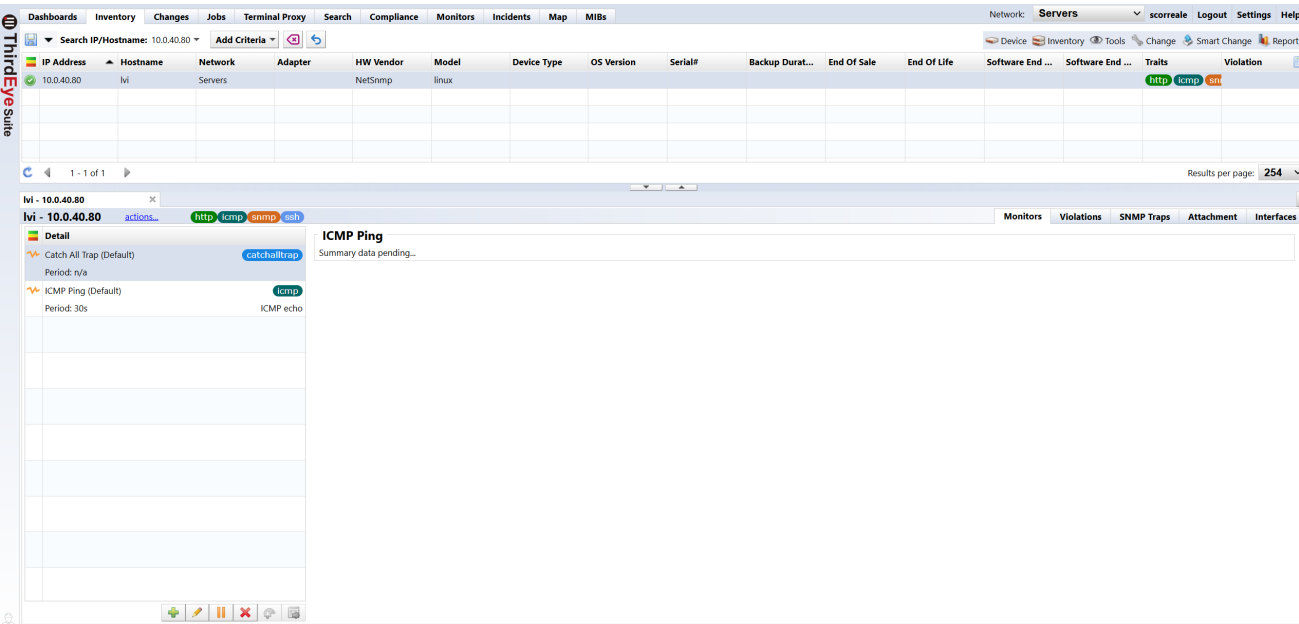 ThirdEye Suite
Dashboards Inventory Changes Jobs Terminal Proxy Search Compliance Monitors Incidents Map MIBs Network: Servers scorreale Logout Settings Help
Search IP/Hostname: 10.0.40.80 Add Criteria Device Inventory Tools Change Smart Change Report
IP Address Hostname Network Adapter HW Vendor Model Device Type OS Version Serial# Backup Durat... End Of Sale End Of Life Software End ... Software End ... Traits Violation
10.0.40.80 lvi Servers NetSnmp linux http icmp sn
1 - 1 of 1 Results per page: 254
lvi - 10.0.40.80
lvi - 10.0.40.80 actions... http icmp snmp ssh Monitors Violations SNMP Traps Attachment Interfaces
Detail
Catch All Trap (Default) catchalltrap
Period: n/a
ICMP Ping (Default) icmp
Period: 30s ICMP echo
ICMP Ping
Summary data pending...